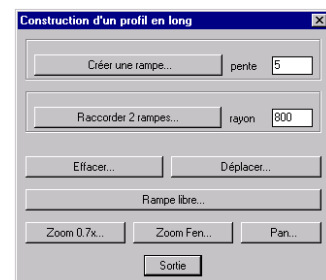 Construction d'un profil en long
Créer une rampe... pente 5
Raccorder 2 rampes... rayon 800
Effacer... Déplacer...
Rampe libre...
Zoom 0.7x... Zoom Fen... Pan...
Sortie